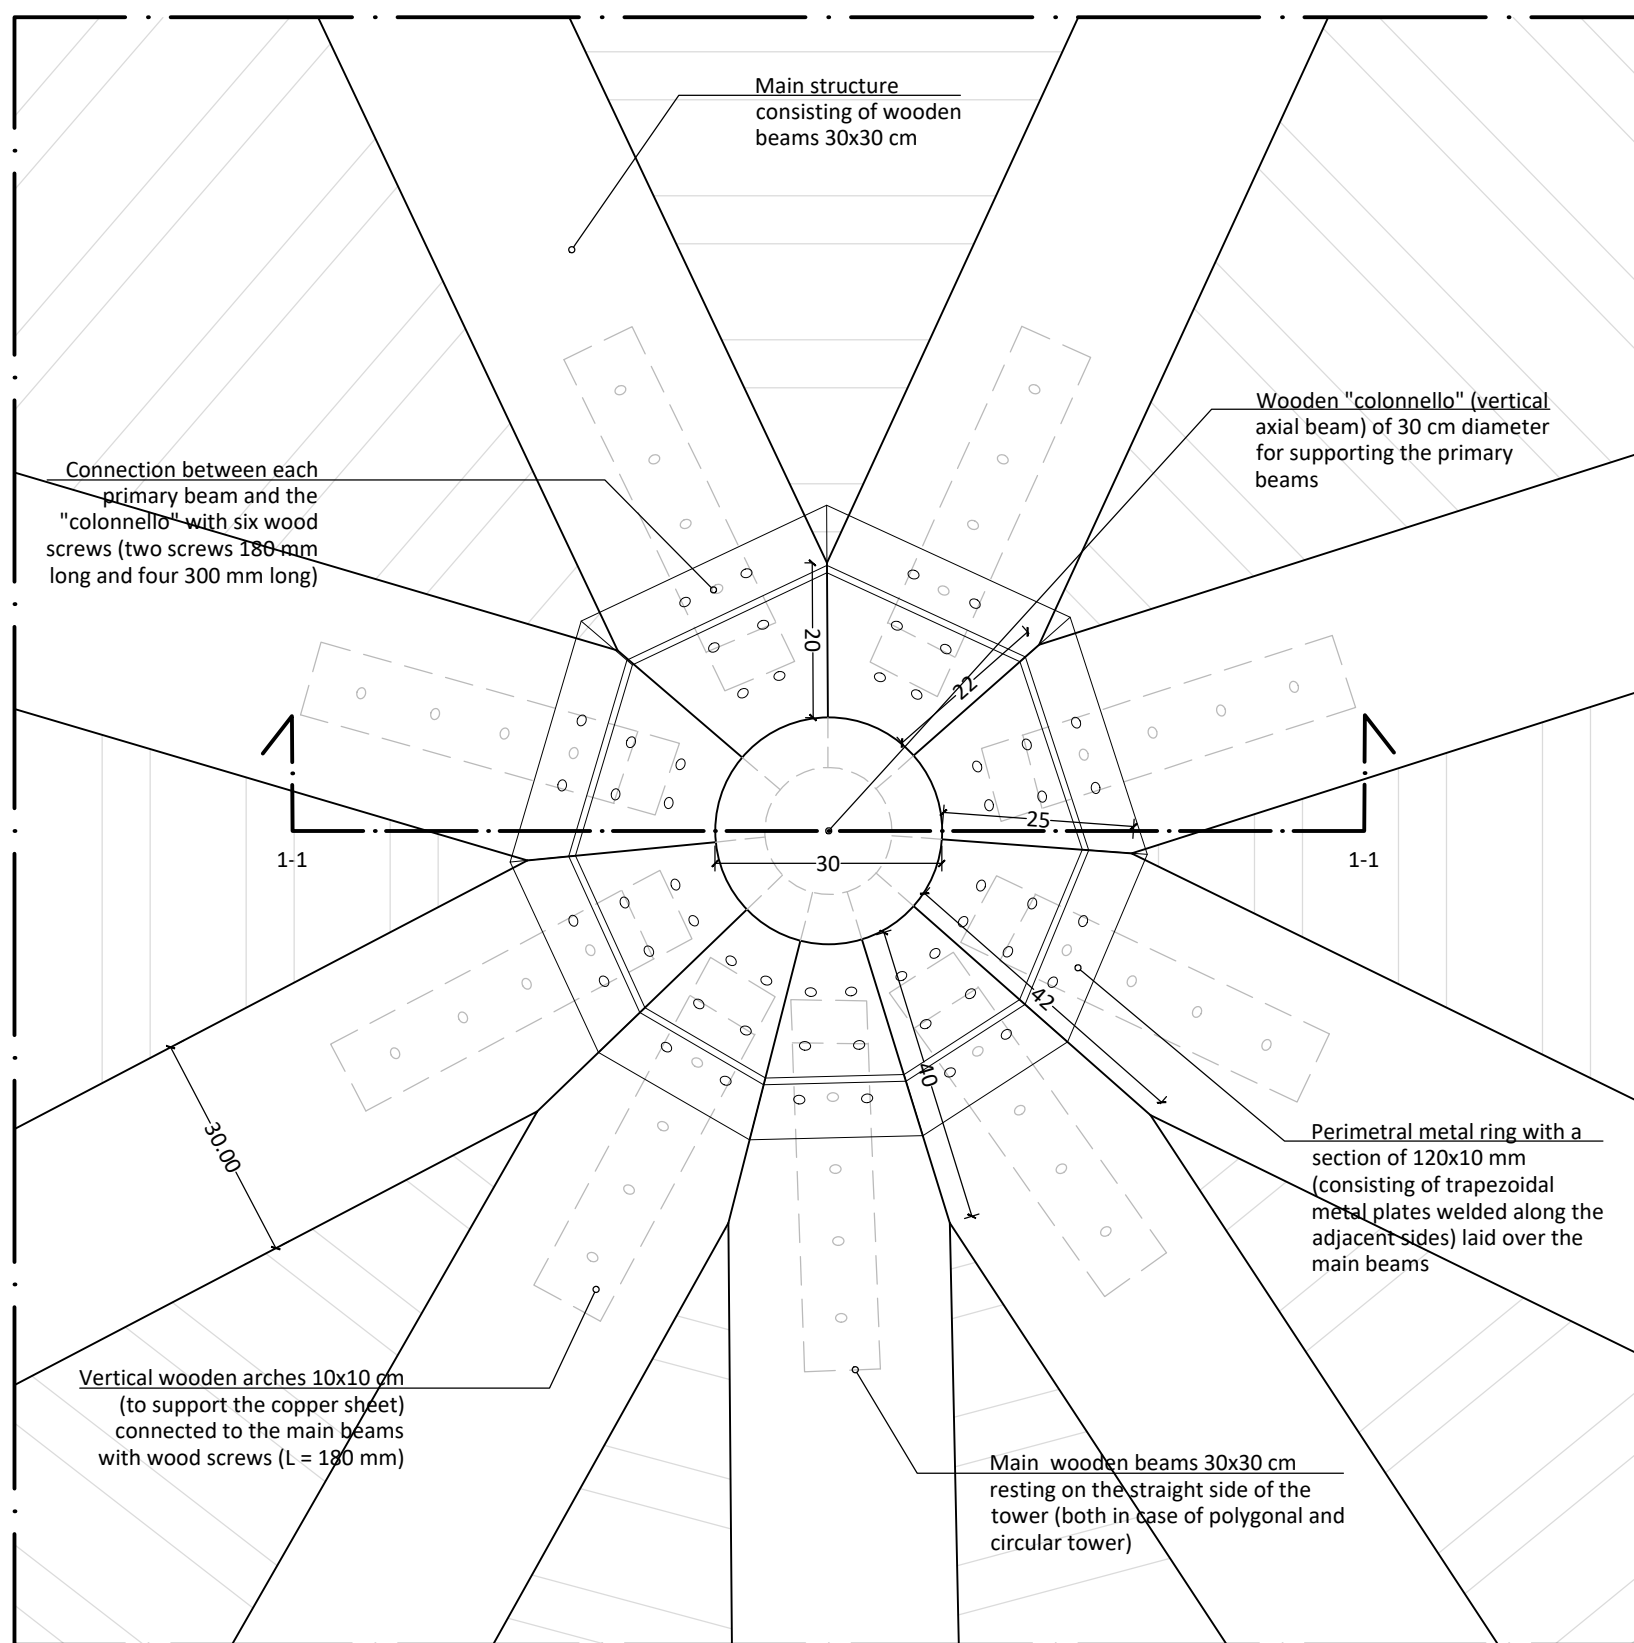 Main structure
consisting of wooden
beams 30x30 cm
Wooden "colonnello" (vertical
axial beam) of 30 cm diameter
for supporting the primary
beams
Connection between each
primary beam and the
"colonnello" with six wood
screws (two screws 180 mm
long and four 300 mm long)
20
22
25
30
1-1
1-1
42
40
30.00
Perimetral metal ring with a
section of 120x10 mm
(consisting of trapezoidal
metal plates welded along the
adjacent sides) laid over the
main beams
Vertical wooden arches 10x10 cm
(to support the copper sheet)
connected to the main beams
with wood screws (L = 180 mm)
Main wooden beams 30x30 cm
resting on the straight side of the
tower (both in case of polygonal and
circular tower)